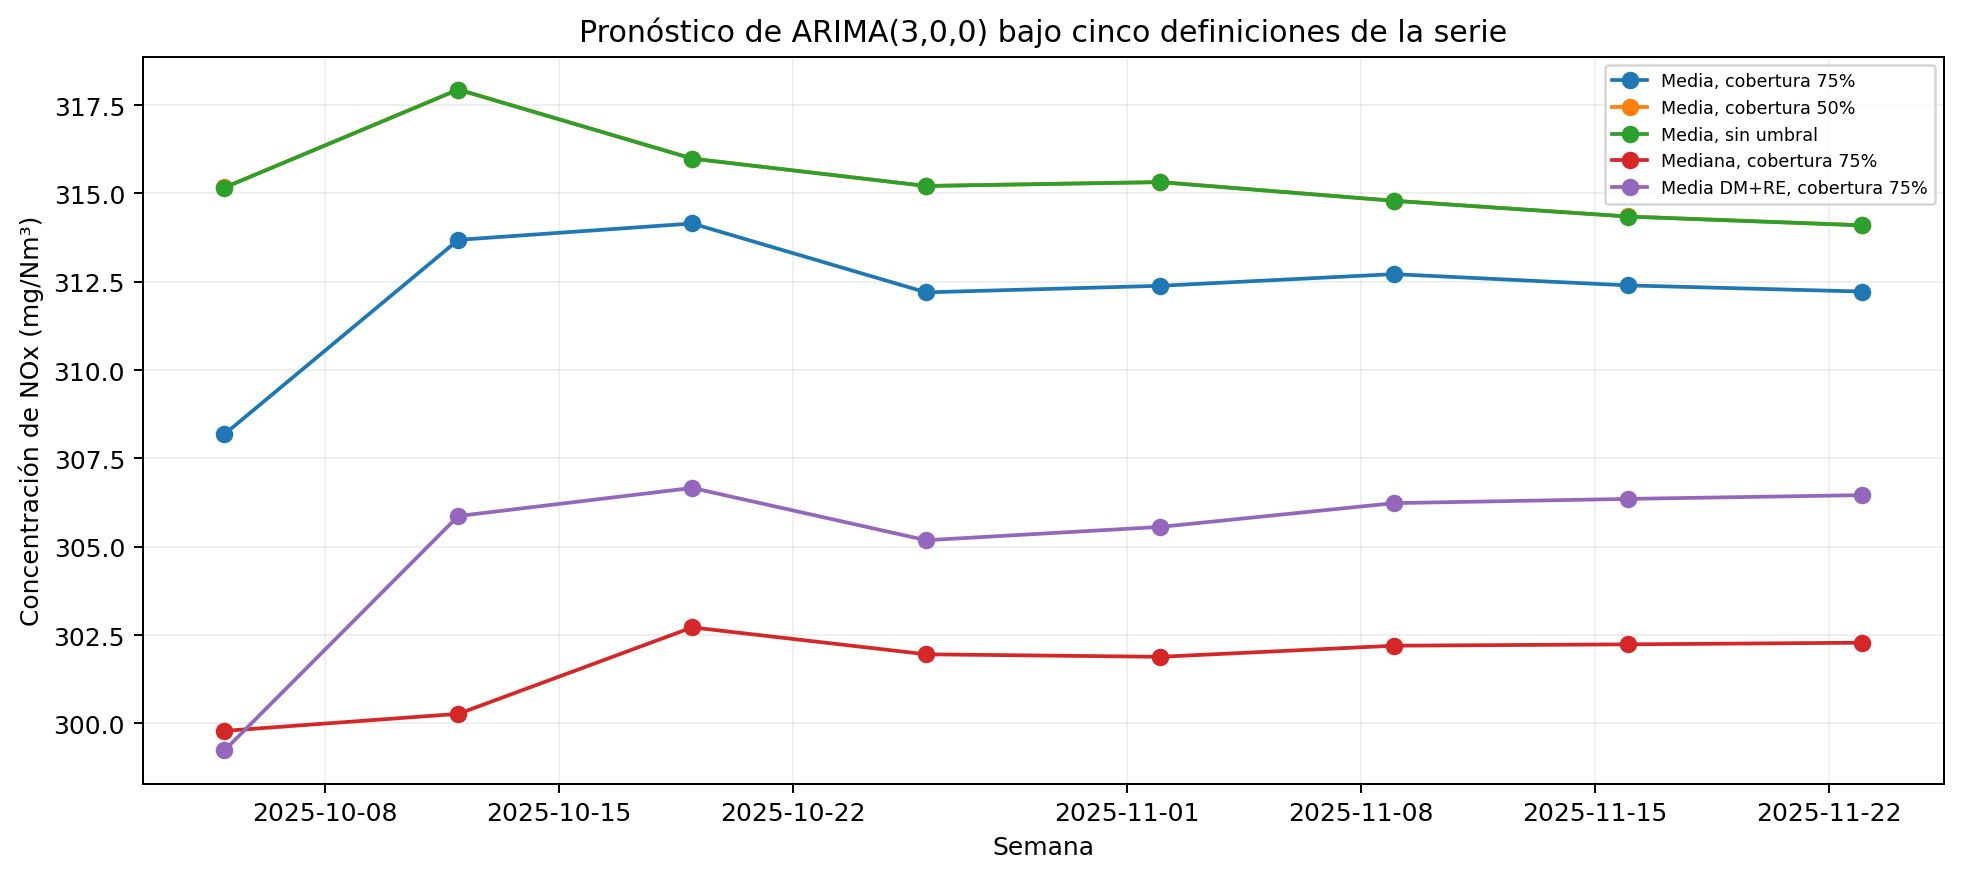 Pronóstico de ARIMA(3,0,0) bajo cinco definiciones de la serie
Media, cobertura 75%
Media, cobertura 50%
Media, sin umbral
Mediana, cobertura 75%
Media DM+RE, cobertura 75%
Concentración de NOx (mg/Nm³)
317.5
315.0
312.5
310.0
307.5
305.0
302.5
300.0
2025-10-08 2025-10-15 2025-10-22 2025-11-01 2025-11-08 2025-11-15 2025-11-22
Semana